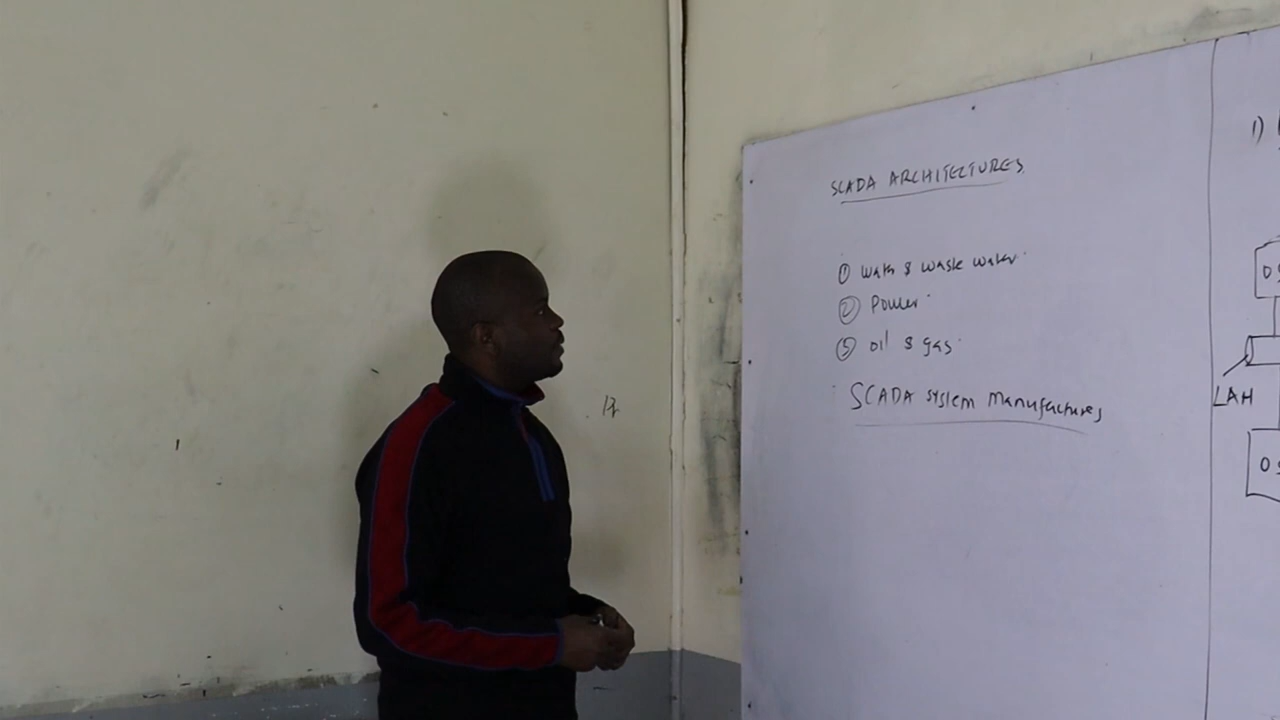 SCADA ARCHITECTURES
① Water & waste water
② Power
③ oil & gas
SCADA system manufactures
1)
LAH